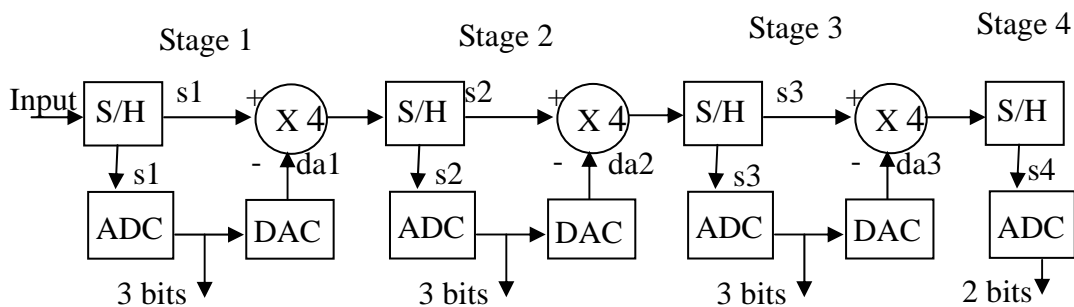 Stage 1
Stage 2
Stage 3
Stage 4
Input
S/H
s1
+
X 4
-
da1
s1
ADC
DAC
3 bits
S/H
s2
+
X 4
-
da2
s2
ADC
DAC
3 bits
S/H
s3
+
X 4
-
da3
s3
ADC
DAC
3 bits
S/H
s4
ADC
2 bits